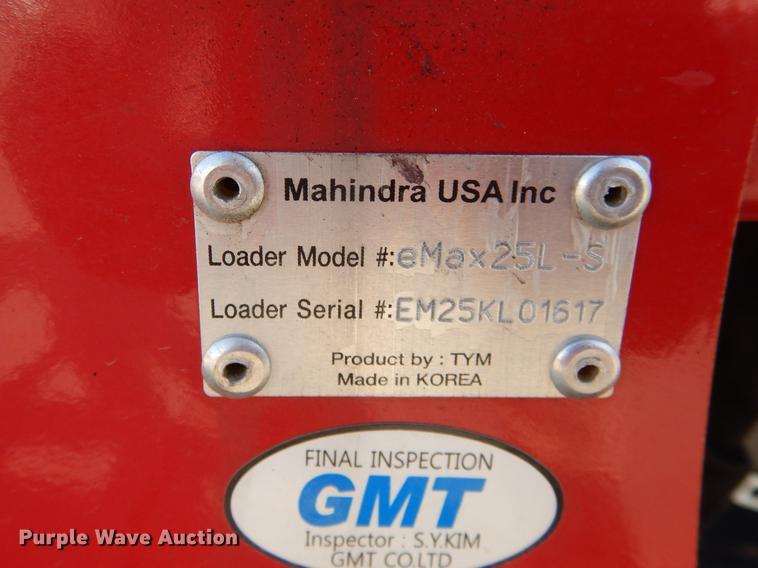 Mahindra USA Inc
Loader Model #: eMax25L-S
Loader Serial #: EM25KL01617
Product by : TYM
Made in KOREA
FINAL INSPECTION
GMT
Inspector : S.Y.KIM
GMT CO.LTD
Purple Wave Auction